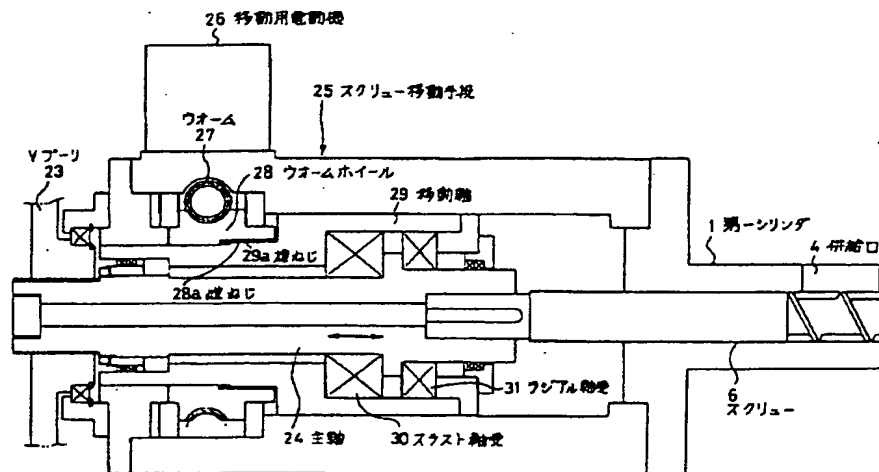 26 移動用電動機
25 スクリュー移動手段
ウオーム
27
Vプーリ
23
28 ウオームホイール
29 移動軸
1 第一シリンダ
4 供給口
29a 雄ねじ
28a 雌ねじ
31 ラジアル軸受
6
スクリュー
24 主軸
30 スラスト軸受